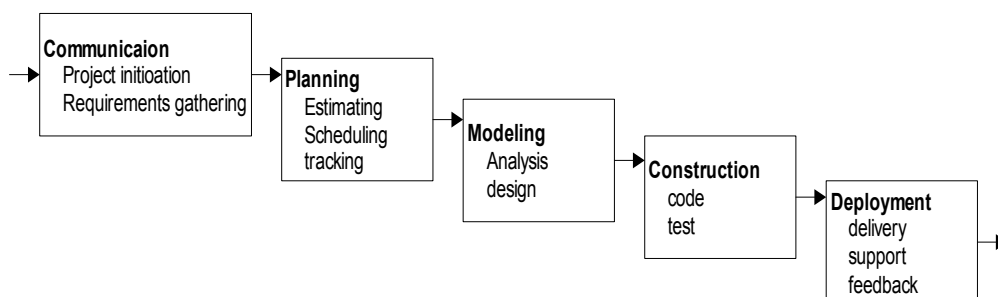 Communicaion
Project initioation
Requirements gathering
Planning
Estimating
Scheduling
tracking
Modeling
Analysis
design
Construction
code
test
Deployment
delivery
support
feedback